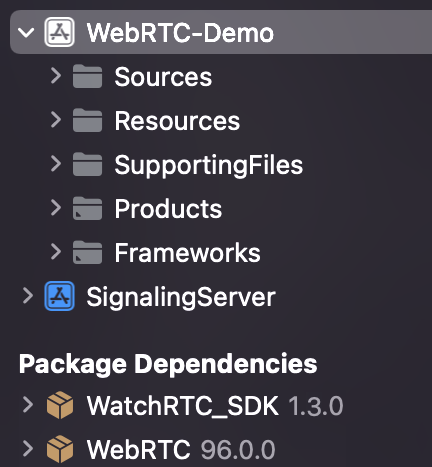 WebRTC-Demo
Sources
Resources
SupportingFiles
Products
Frameworks
SignalingServer
Package Dependencies
WatchRTC_SDK 1.3.0
WebRTC 96.0.0